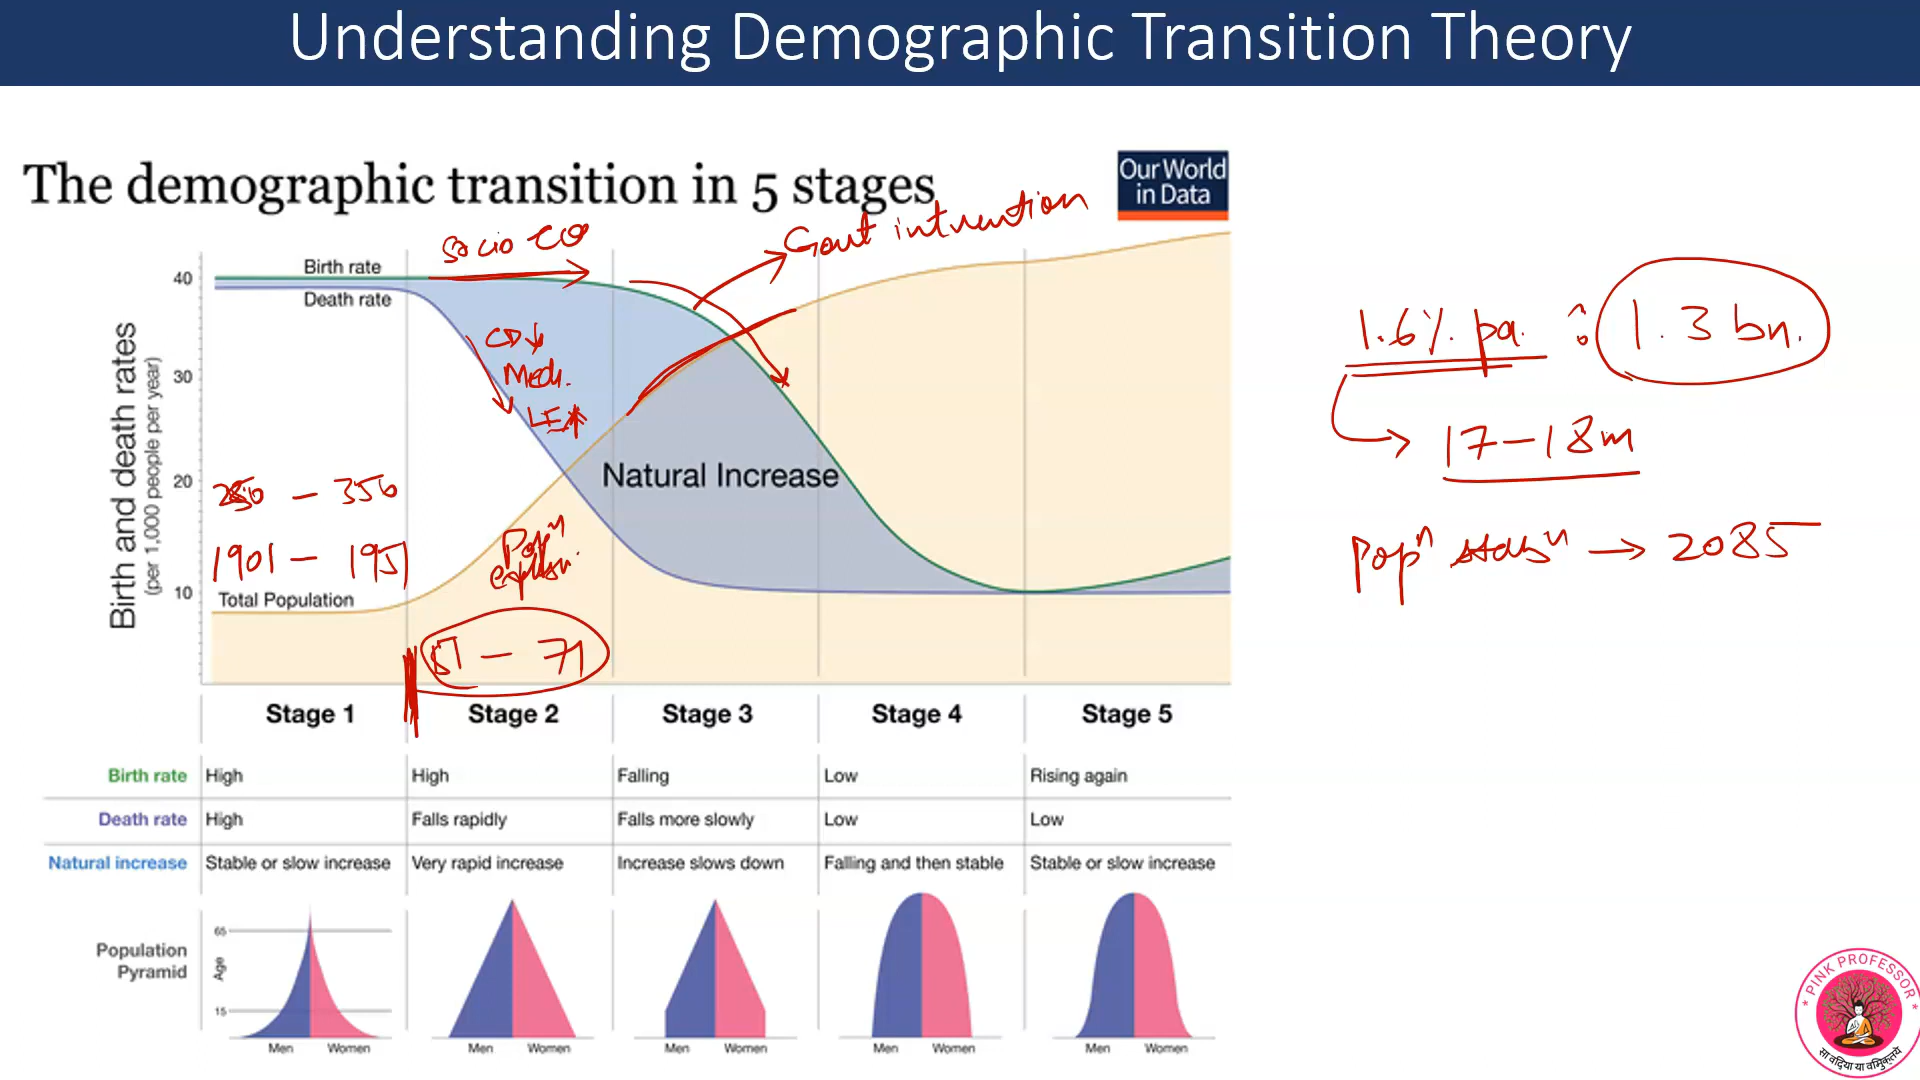 Understanding Demographic Transition Theory
The demographic transition in 5 stages
Our World
in Data
Govt intervention
Socio
Birth rate
Death rate
40
30
20
10
Birth and death rates
(per 1,000 people per year)
CD↓
Med.
LE↑
Natural Increase
- 350
1901 - 1951
Popⁿ
Total Population
51 - 71
1.6% pa. : 1.3 bn.
→ 17-18m
Popⁿ → 2085
Stage 1 Stage 2 Stage 3 Stage 4 Stage 5
Birth rate High High Falling Low Rising again
Death rate High Falls rapidly Falls more slowly Low Low
Natural increase Stable or slow increase Very rapid increase Increase slows down Falling and then stable Stable or slow increase
Population
Pyramid
65
Age
15
Men Women Men Women Men Women Men Women Men Women
* PINK PROFESSOR *
सा विद्या या विमुक्तये